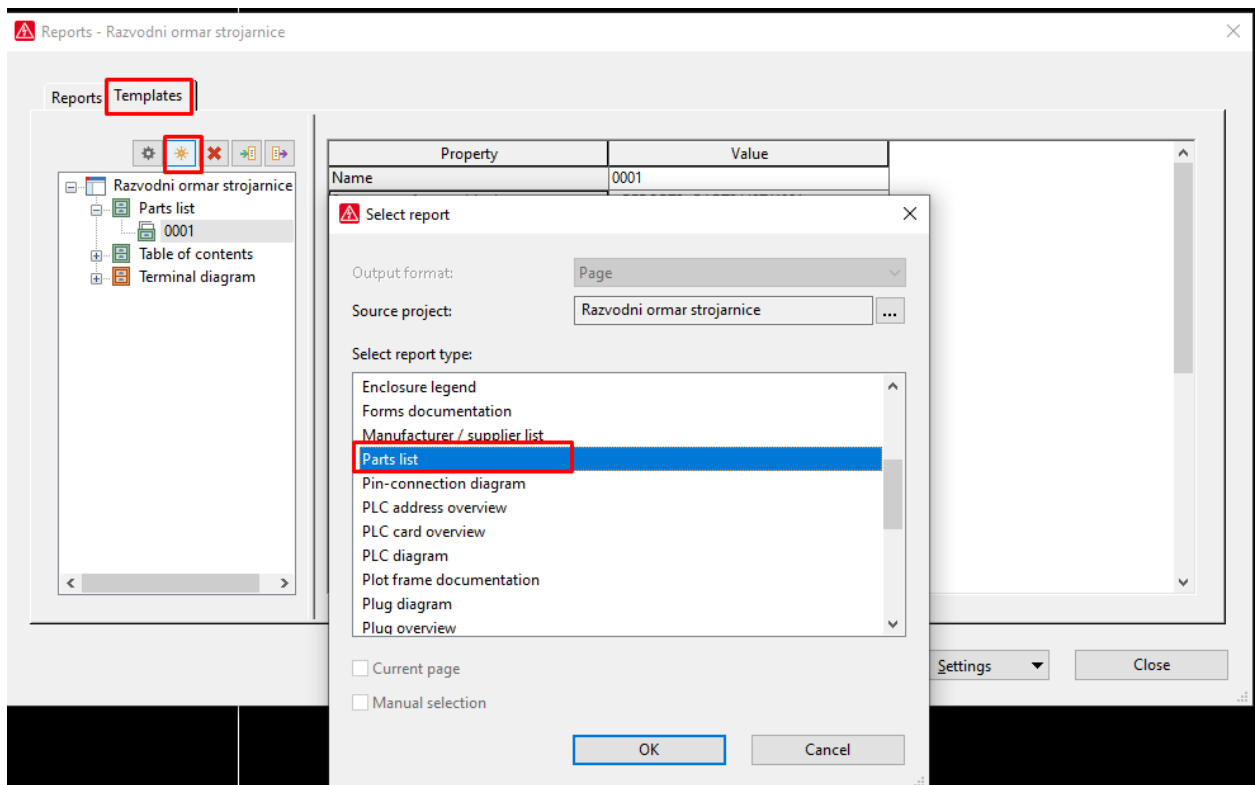 Reports - Razvodni ormar strojarnice
Reports
Templates
Property
Value
Name
0001
Razvodni ormar strojarnice
Parts list
0001
Table of contents
Terminal diagram
Select report
Output format:
Page
Source project:
Razvodni ormar strojarnice
...
Select report type:
Enclosure legend
Forms documentation
Manufacturer / supplier list
Parts list
Pin-connection diagram
PLC address overview
PLC card overview
PLC diagram
Plot frame documentation
Plug diagram
Plug overview
Current page
Manual selection
OK
Cancel
Settings
Close